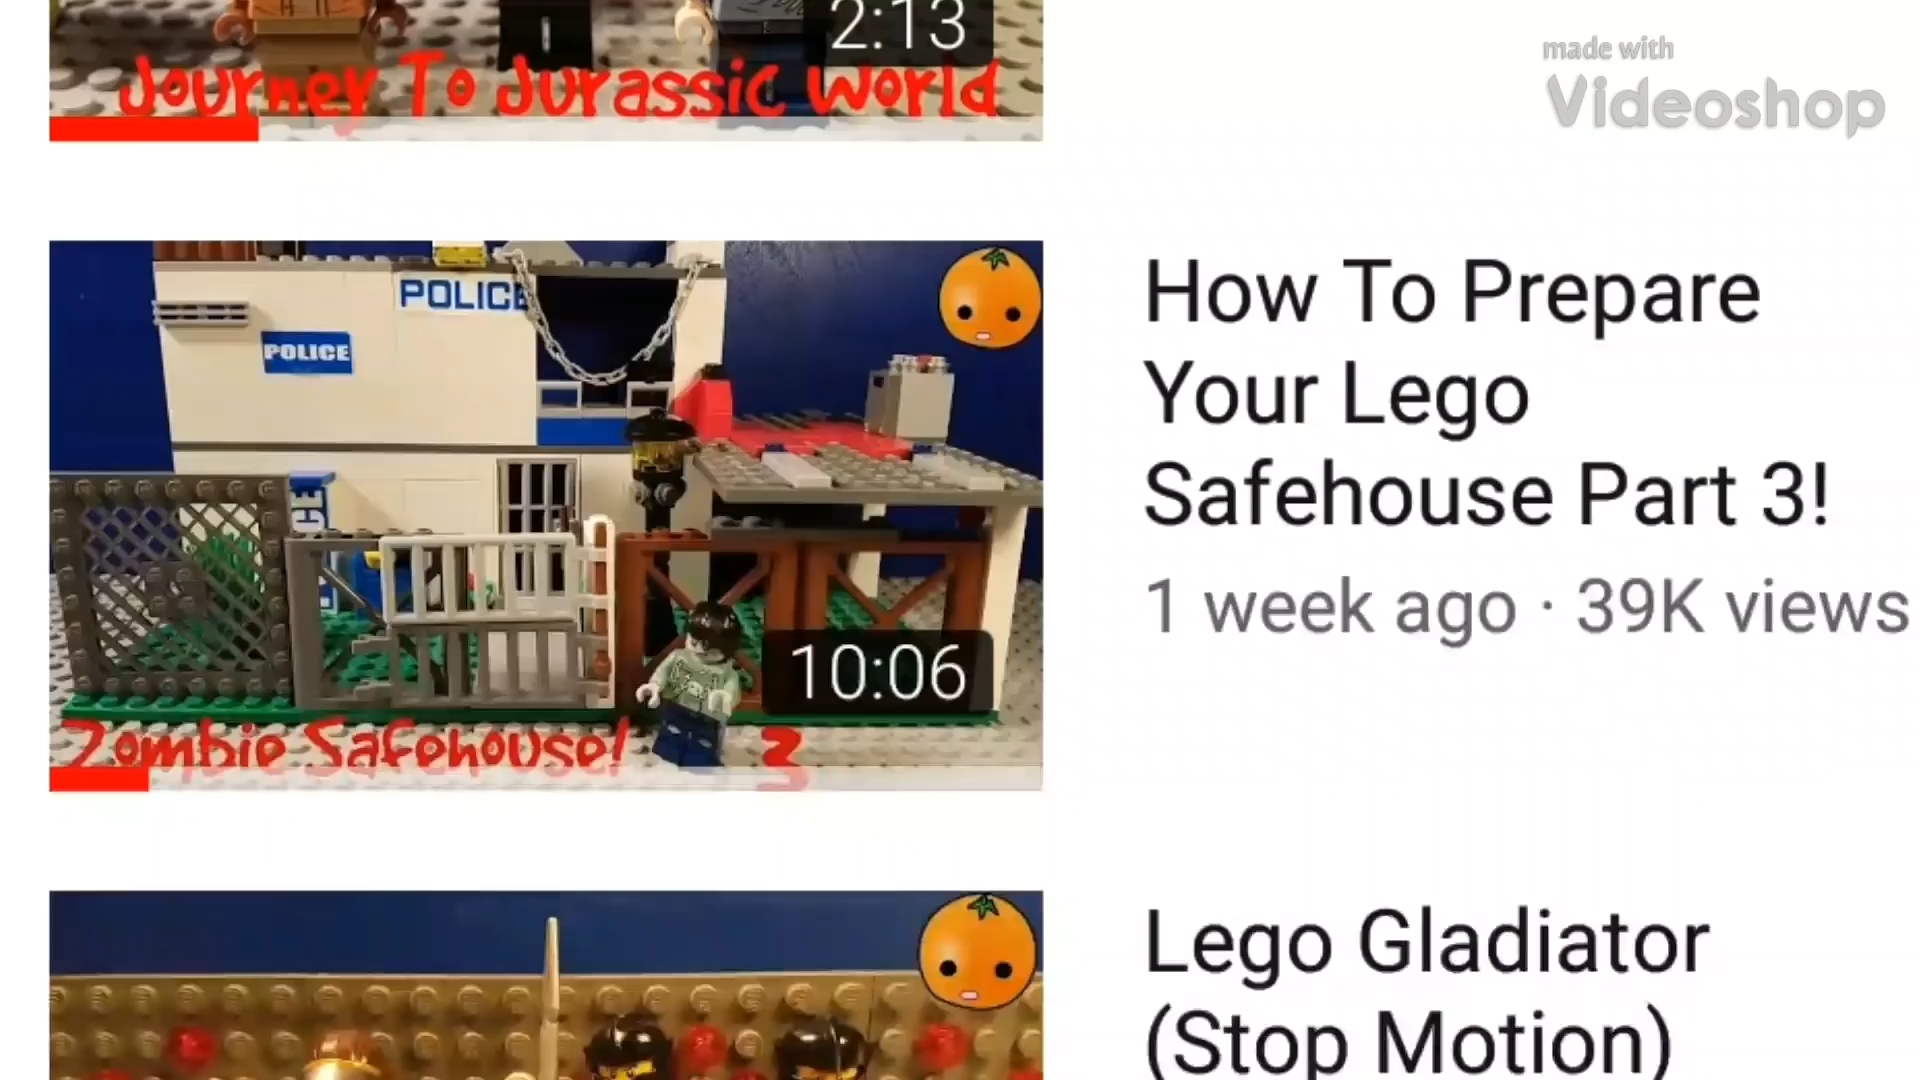 2:13
made with
Videoshop
Journey To Jurassic World
POLICE
POLICE
How To Prepare
Your Lego
Safehouse Part 3!
1 week ago · 39K views
10:06
Zombie Safehouse! 3
Lego Gladiator
(Stop Motion)